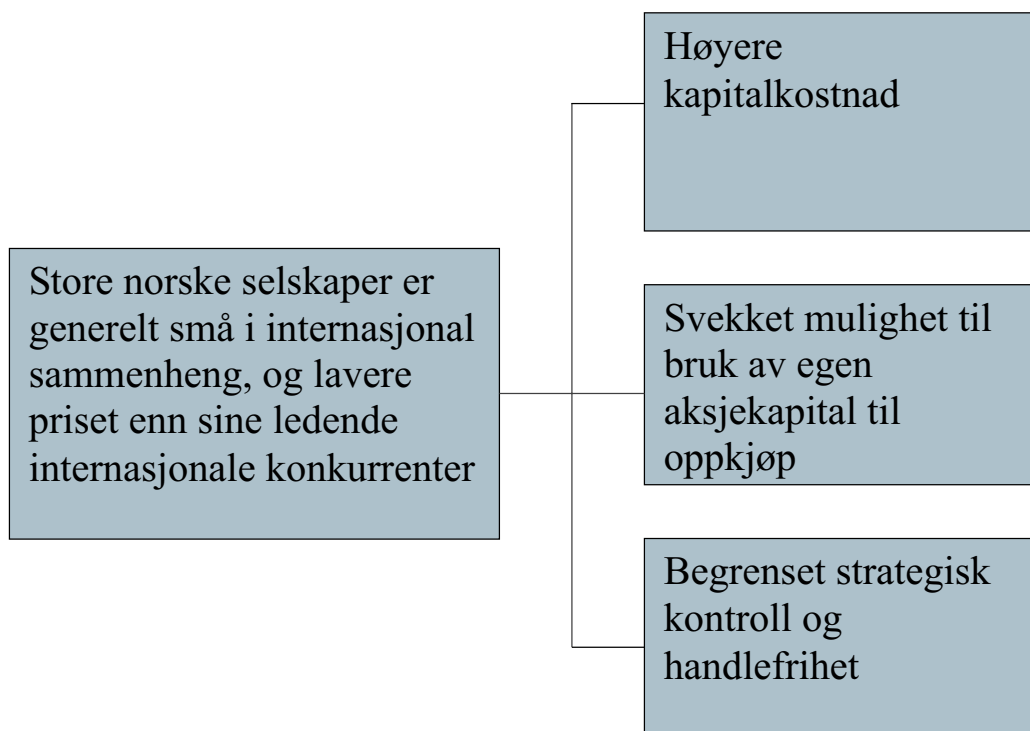 Store norske selskaper er
generelt små i internasjonal
sammenheng, og lavere
priset enn sine ledende
internasjonale konkurrenter
Høyere
kapitalkostnad
Svekket mulighet til
bruk av egen
aksjekapital til
oppkjøp
Begrenset strategisk
kontroll og
handlefrihet